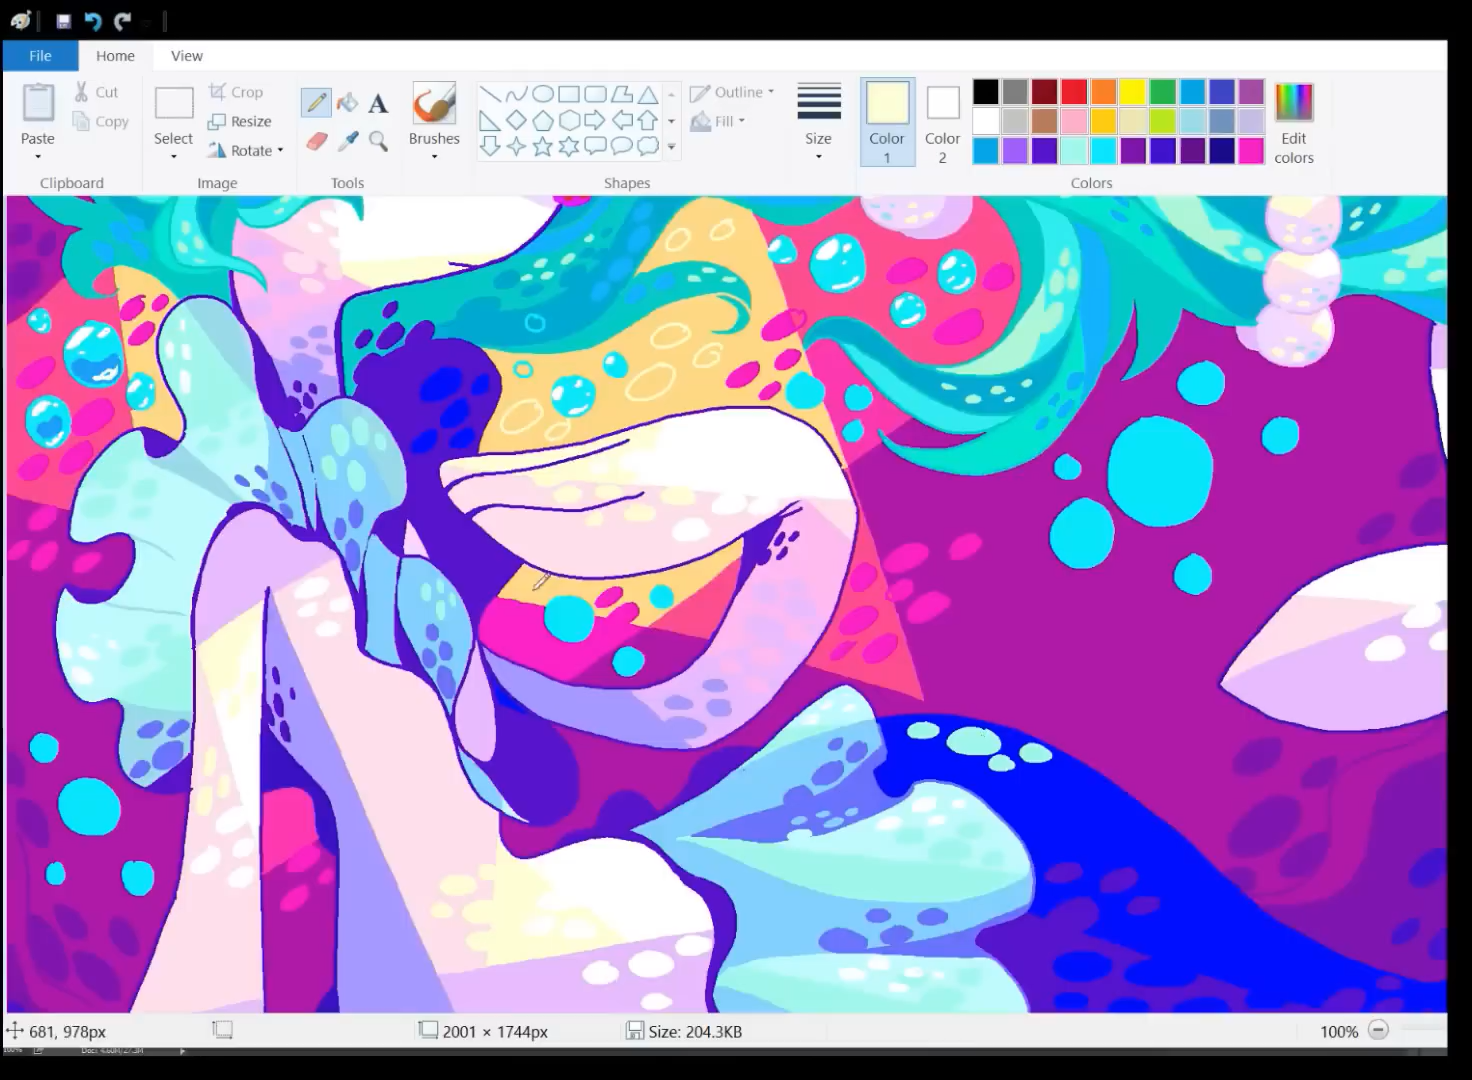 File Home View
Paste Cut Copy
Clipboard
Select Crop Resize Rotate
Image
A
Tools
Brushes
Outline Fill
Shapes
Size
Color 1
Color 2
Edit colors
Colors
681, 978px
2001 × 1744px
Size: 204.3KB
100%